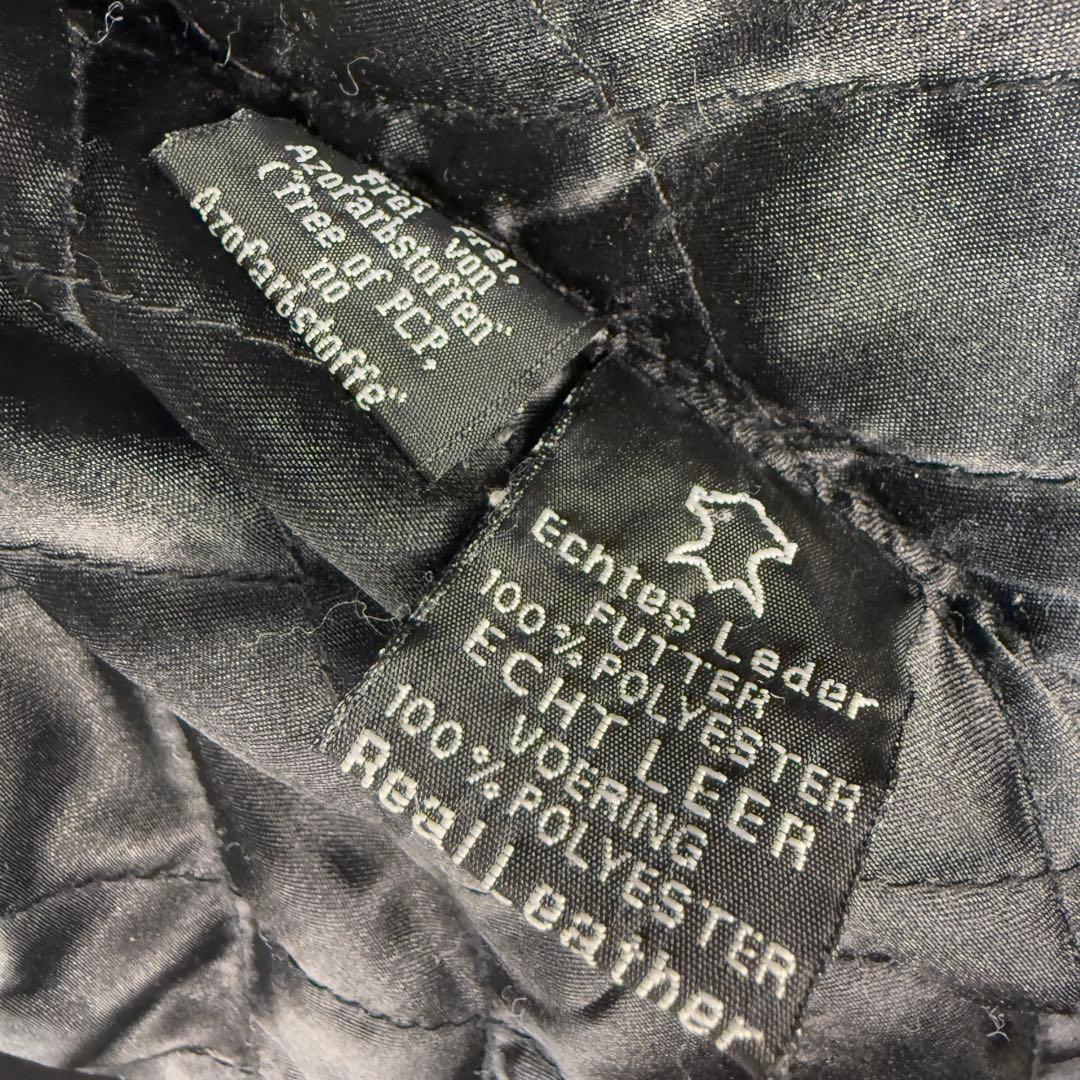 Frei frei,
von
Azofarbstoffen"
("free of PCP,
no
Azofarbstoffe"
Echtes Leder
FUTTER
100% POLYESTER
ECHT LEER
VOERING
100% POLYESTER
Real Leather